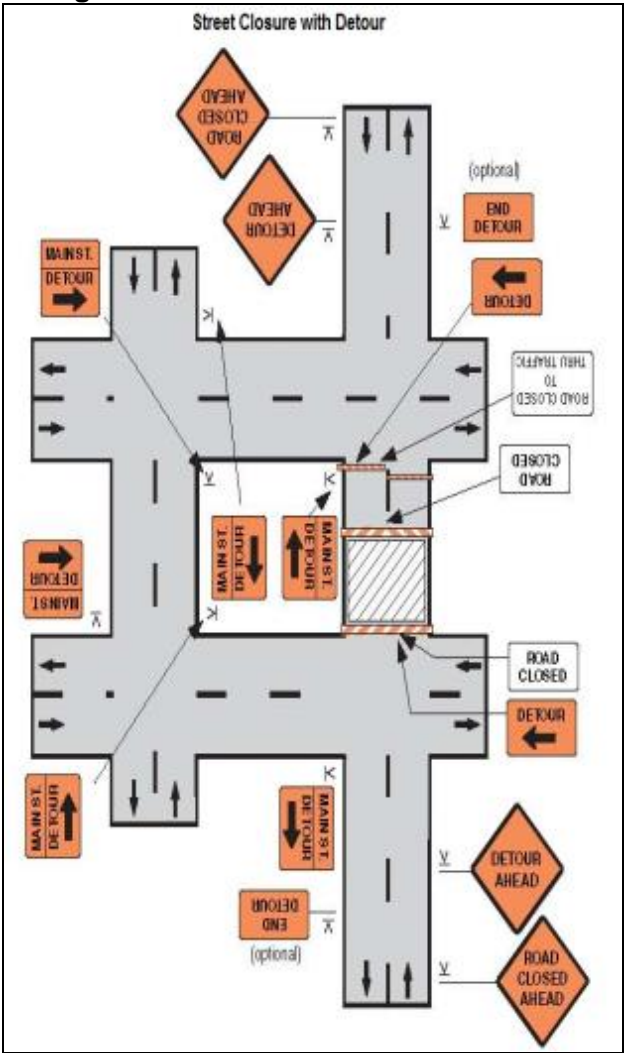 Street Closure with Detour
ROAD
CLOSED
AHEAD
DETOUR
AHEAD
(optional)
END
DETOUR
MAIN ST.
DETOUR
DETOUR
ROAD CLOSED
TO
THRU TRAFFIC
ROAD
CLOSED
MAIN ST.
DETOUR
MAIN ST.
DETOUR
MAIN ST.
DETOUR
ROAD
CLOSED
DETOUR
MAIN ST.
DETOUR
MAIN ST.
DETOUR
DETOUR
AHEAD
END
DETOUR
(optional)
ROAD
CLOSED
AHEAD